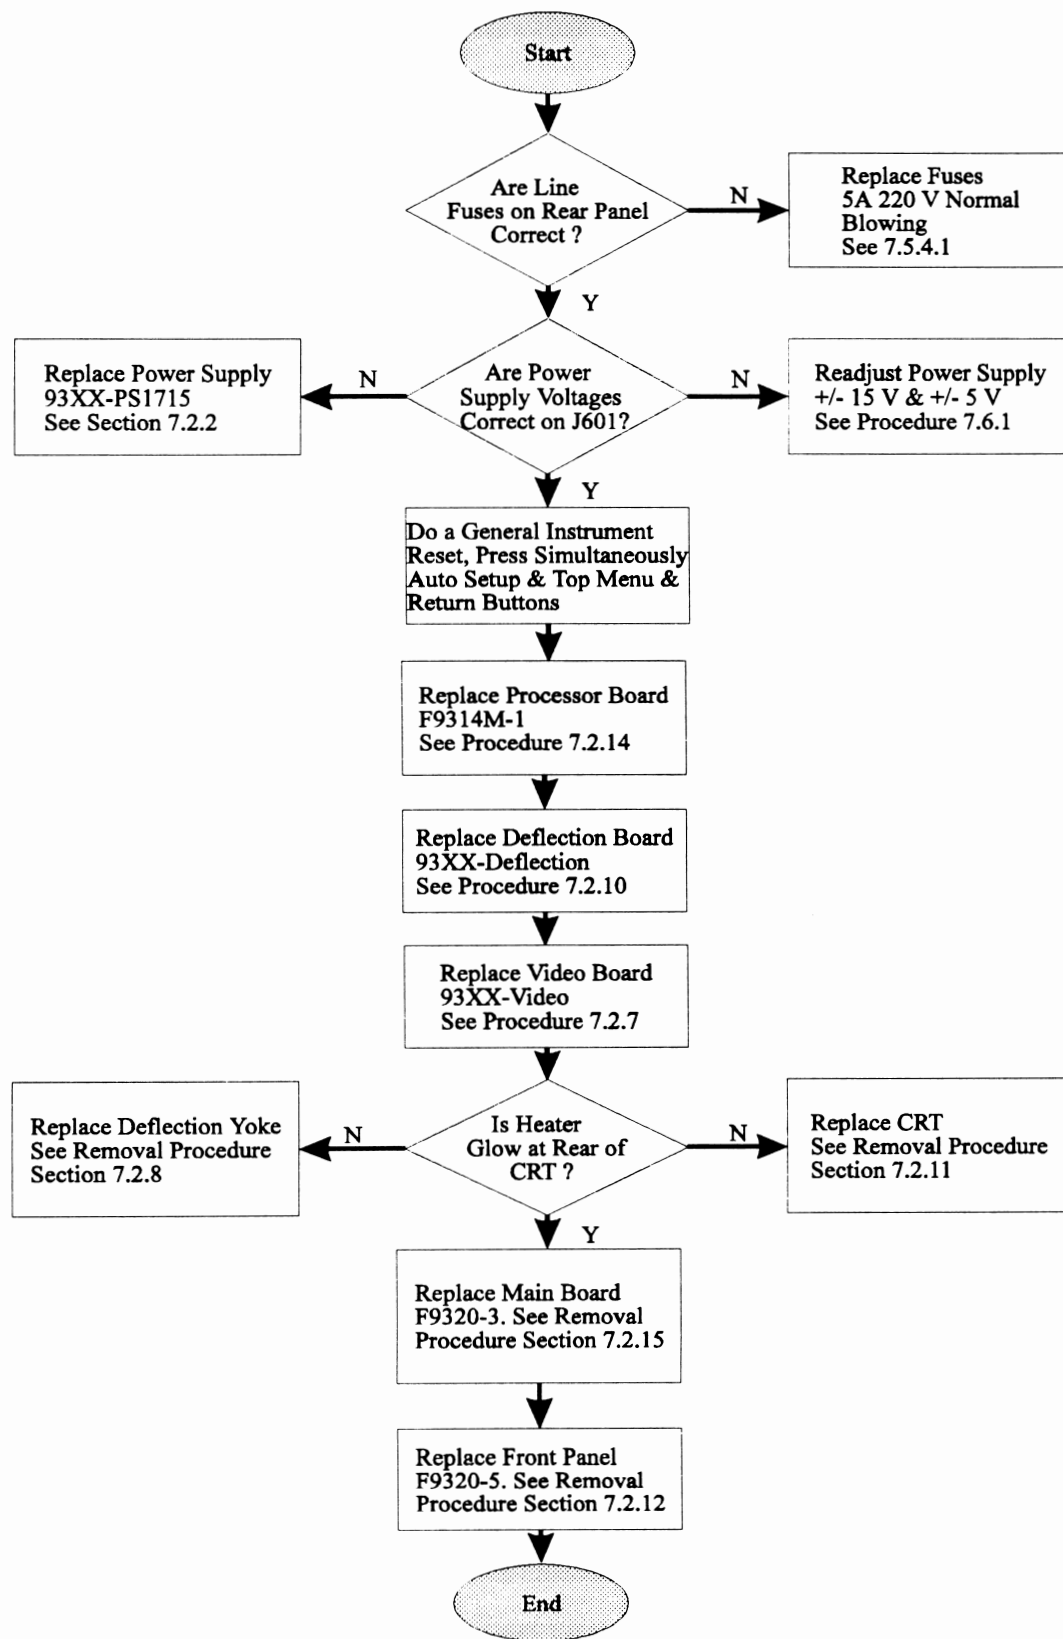 Start
Are Line
Fuses on Rear Panel
Correct ?
N
Replace Fuses
5A 220 V Normal
Blowing
See 7.5.4.1
Y
Replace Power Supply
93XX-PS1715
See Section 7.2.2
N
Are Power
Supply Voltages
Correct on J601?
N
Readjust Power Supply
+/- 15 V & +/- 5 V
See Procedure 7.6.1
Y
Do a General Instrument
Reset, Press Simultaneously
Auto Setup & Top Menu &
Return Buttons
Replace Processor Board
F9314M-1
See Procedure 7.2.14
Replace Deflection Board
93XX-Deflection
See Procedure 7.2.10
Replace Video Board
93XX-Video
See Procedure 7.2.7
Replace Deflection Yoke
See Removal Procedure
Section 7.2.8
N
Is Heater
Glow at Rear of
CRT ?
N
Replace CRT
See Removal Procedure
Section 7.2.11
Y
Replace Main Board
F9320-3. See Removal
Procedure Section 7.2.15
Replace Front Panel
F9320-5. See Removal
Procedure Section 7.2.12
End